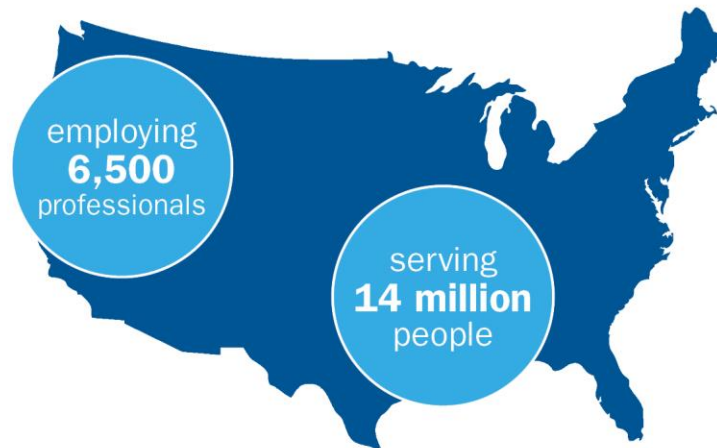 employing
6,500
professionals
serving
14 million
people